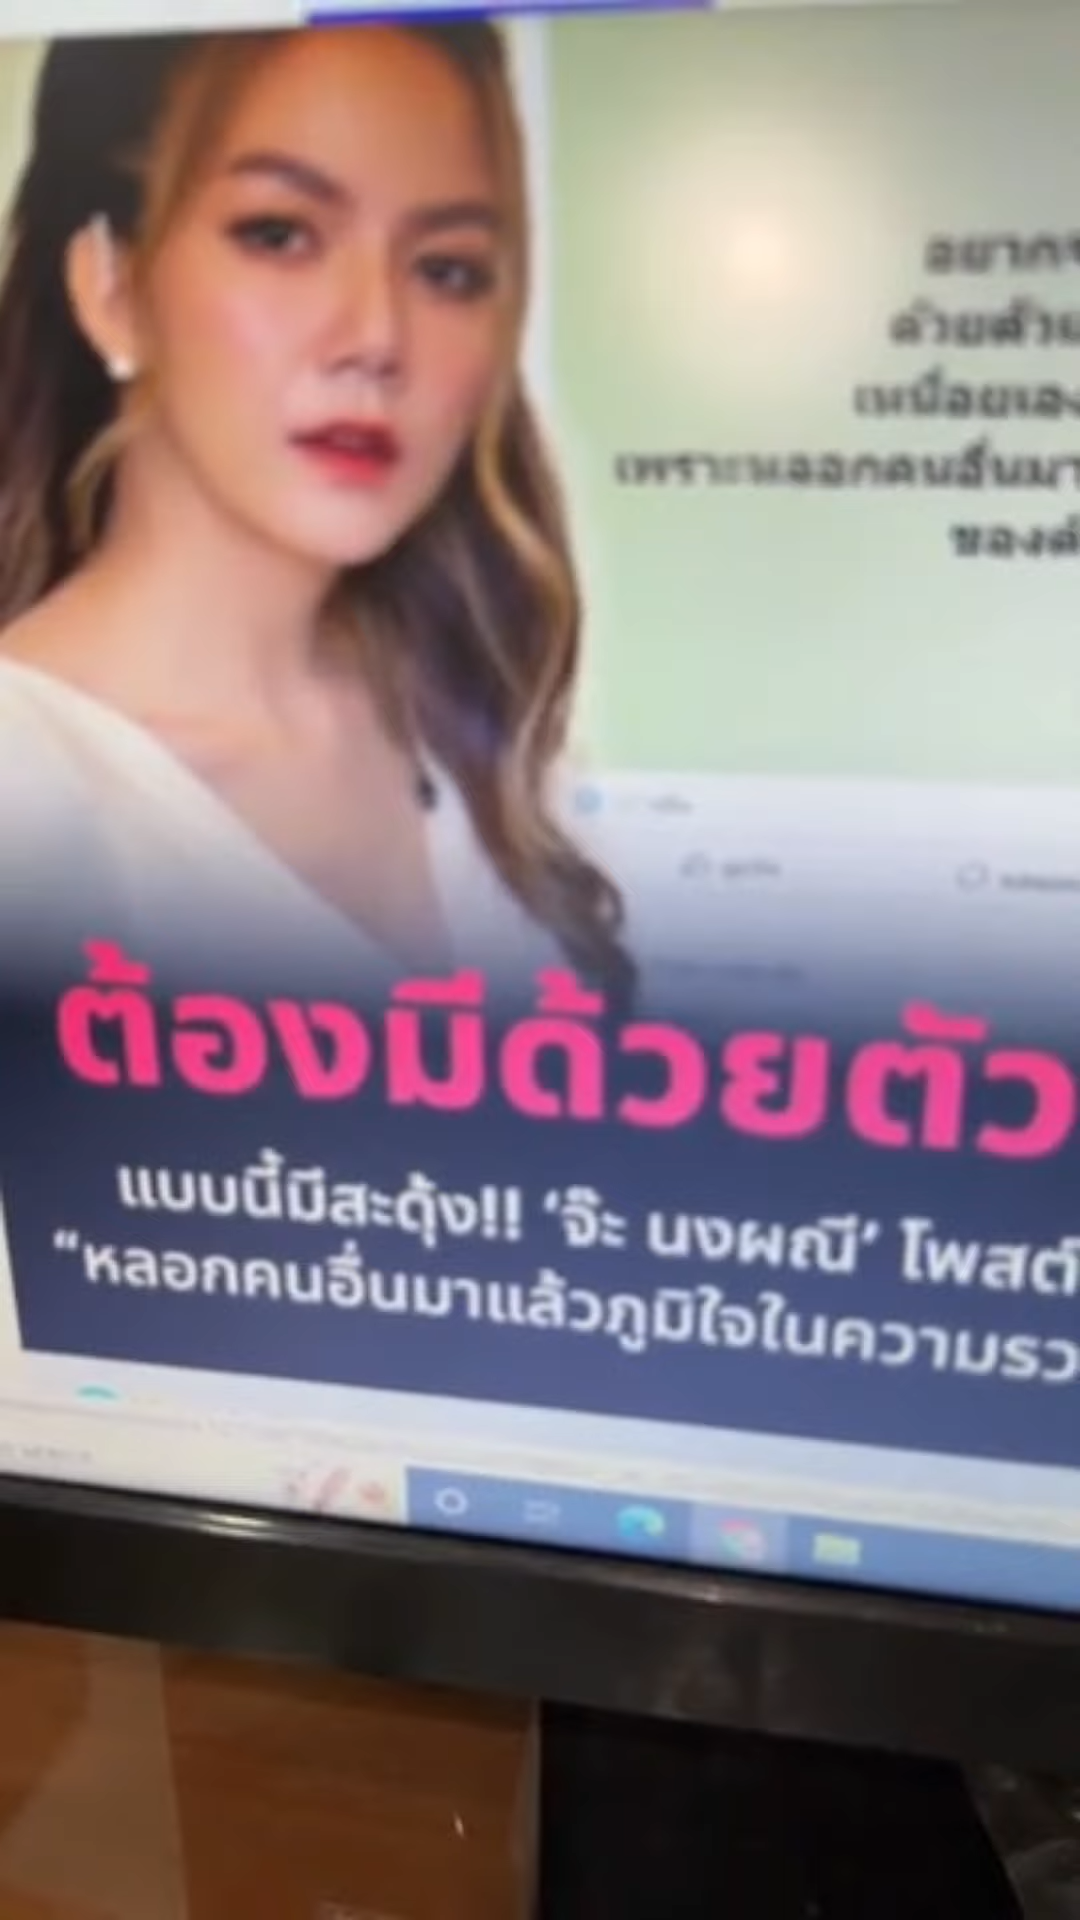 อยาก
ด้วยตัวเ
เหนื่อยเอง
เพราะหลอกคนอื่นมา
ของตั
ต้องมีด้วยตัว
แบบนี้มีสะดุ้ง!! ‘จ๊ะ นงผณี’ โพสต์
“หลอกคนอื่นมาแล้วภูมิใจในความรว